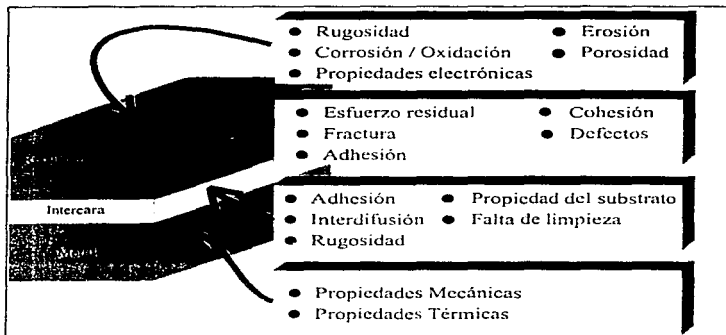 ● Rugosidad ● Erosión
● Corrosión / Oxidación ● Porosidad
● Propiedades electrónicas
● Esfuerzo residual ● Cohesión
● Fractura ● Defectos
● Adhesión
Intercara
● Adhesión ● Propiedad del substrato
● Interdifusión ● Falta de limpieza
● Rugosidad
● Propiedades Mecánicas
● Propiedades Térmicas